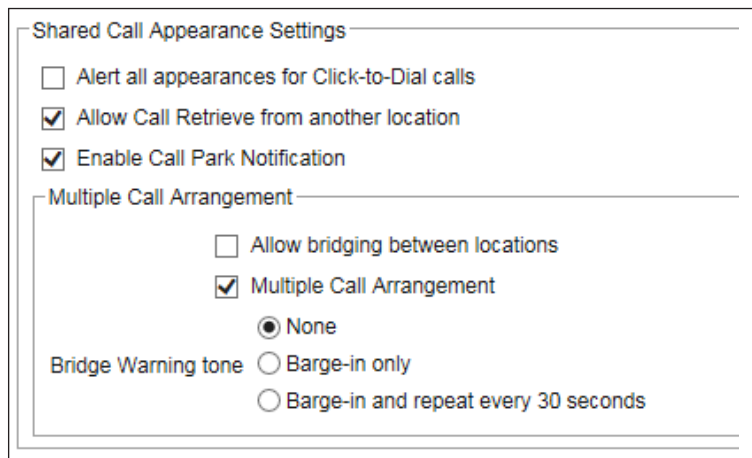 Shared Call Appearance Settings
Alert all appearances for Click-to-Dial calls
Allow Call Retrieve from another location
Enable Call Park Notification
Multiple Call Arrangement
Allow bridging between locations
Multiple Call Arrangement
None
Bridge Warning tone Barge-in only
Barge-in and repeat every 30 seconds